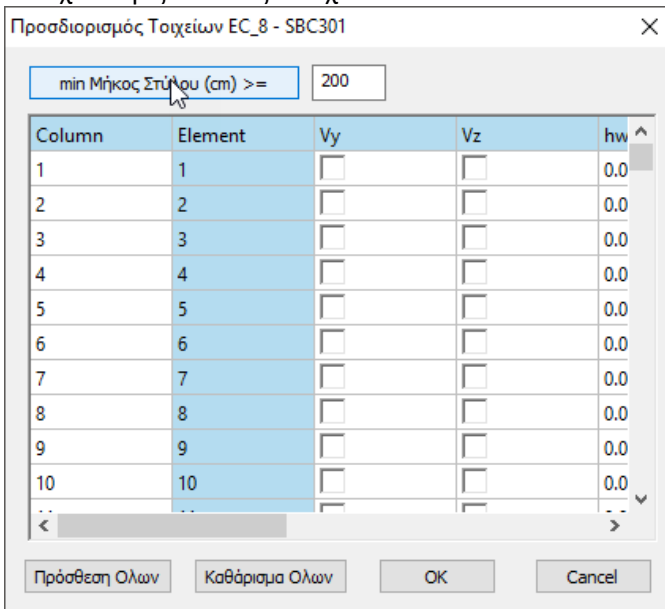 Προσδιορισμός Τοιχείων EC_8 - SBC301
min Μήκος Στύλου (cm) >= 200
Column Element Vy Vz hw
1 1 0.0
2 2 0.0
3 3 0.0
4 4 0.0
5 5 0.0
6 6 0.0
7 7 0.0
8 8 0.0
9 9 0.0
10 10 0.0
Πρόσθεση Ολων Καθάρισμα Ολων OK Cancel